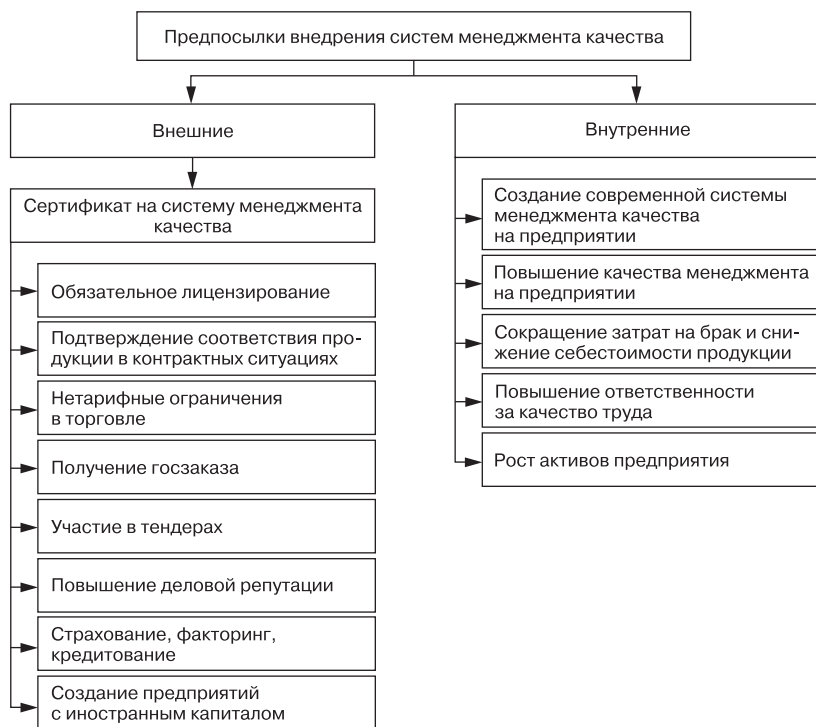 Предпосылки внедрения систем менеджмента качества
Внешние
Сертификат на систему менеджмента
качества
Обязательное лицензирование
Подтверждение соответствия про-
дукции в контрактных ситуациях
Нетарифные ограничения
в торговле
Получение госзаказа
Участие в тендерах
Повышение деловой репутации
Страхование, факторинг,
кредитование
Создание предприятий
с иностранным капиталом
Внутренние
Создание современной системы
менеджмента качества
на предприятии
Повышение качества менеджмента
на предприятии
Сокращение затрат на брак и сни-
жение себестоимости продукции
Повышение ответственности
за качество труда
Рост активов предприятия